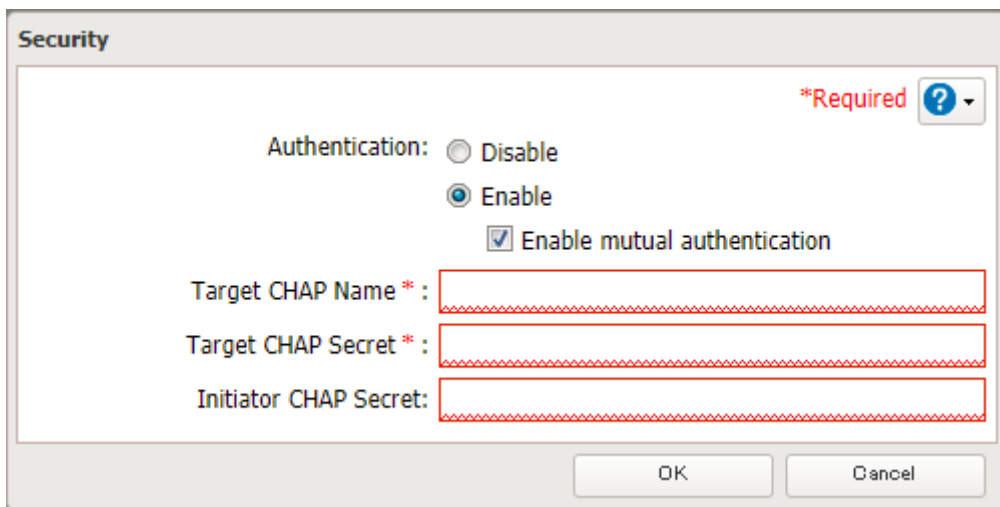 Security
*Required ?
Authentication: Disable
Enable
Enable mutual authentication
Target CHAP Name * :
Target CHAP Secret * :
Initiator CHAP Secret:
OK Cancel